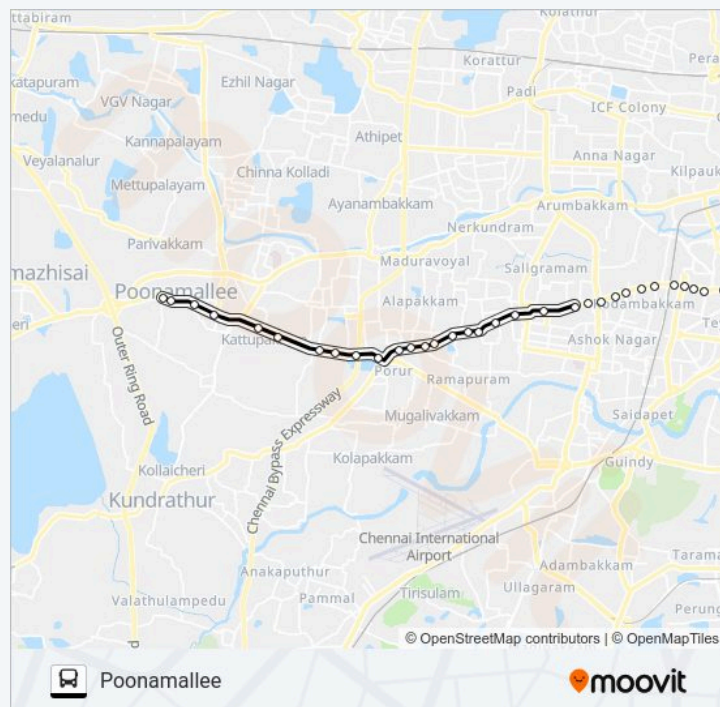 ttabiram
Kolathur
Korattur
Pera
katapuram
Ezhil Nagar
Padi
VGV Nagar
ICF Colony
medu
Athipet
Kannapalayam
Veyalanalur
Anna Nagar
Chinna Kolladi
Kilpauk
Mettupalayam
Ayanambakkam
Arumbakkam
Nerkundram
Parivakkam
Maduravoyal
Saligramam
mazhisai
Poonamallee
Alapakkam
odambakkam
eri
Te
Kattupa
Ashok Nagar
Outer Ring Road
Porur
Ramapuram
Chennai Bypass Expressway
Mugalivakkam
Saidapet
Kolapakkam
Guindy
Kollaicheri
Kundrathur
Chennai International
Airport
Anakaputhur
Adambakkam
Tarama
Tirisulam
Ullagaram
Valathulampedu
Pammal
Perung
© OpenStreetMap contributors | © OpenMapTiles
Poonamallee
moovit